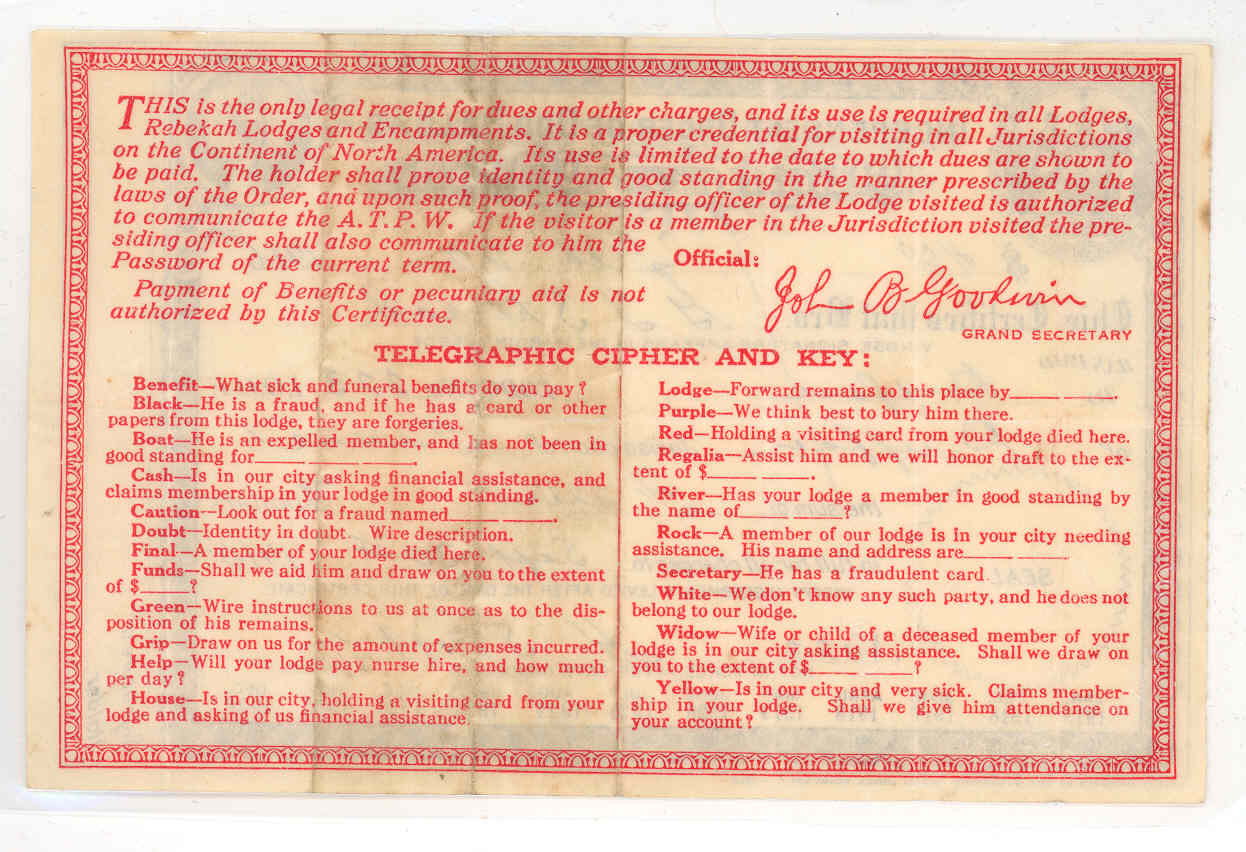 THIS is the only legal receipt for dues and other charges, and its use is required in all Lodges,
Rebekah Lodges and Encampments. It is a proper credential for visiting in all Jurisdictions
on the Continent of North America. Its use is limited to the date to which dues are shown to
be paid. The holder shall prove identity and good standing in the manner prescribed by the
laws of the Order, and upon such proof, the presiding officer of the Lodge visited is authorized
to communicate the A. T. P. W. If the visitor is a member in the Jurisdiction visited the pre-
siding officer shall also communicate to him the
Password of the current term.
Payment of Benefits or pecuniary aid is not
authorized by this Certificate.
Official:
John B Goodwin
GRAND SECRETARY
TELEGRAPHIC CIPHER AND KEY:
Benefit—What sick and funeral benefits do you pay?
Black—He is a fraud, and if he has a card or other
papers from this lodge, they are forgeries.
Boat—He is an expelled member, and has not been in
good standing for____ ____ ____.
Cash—Is in our city asking financial assistance, and
claims membership in your lodge in good standing.
Caution—Look out for a fraud named____ ____.
Doubt—Identity in doubt. Wire description.
Final—A member of your lodge died here.
Funds—Shall we aid him and draw on you to the extent
of $____?
Green—Wire instructions to us at once as to the dis-
position of his remains.
Grip—Draw on us for the amount of expenses incurred.
Help—Will your lodge pay nurse hire, and how much
per day?
House—Is in our city, holding a visiting card from your
lodge and asking of us financial assistance.
Lodge—Forward remains to this place by____ ____.
Purple—We think best to bury him there.
Red—Holding a visiting card from your lodge died here.
Regalia—Assist him and we will honor draft to the ex-
tent of $____ ____.
River—Has your lodge a member in good standing by
the name of____ ____?
Rock—A member of our lodge is in your city needing
assistance. His name and address are____ ____
Secretary—He has a fraudulent card.
White—We don't know any such party, and he does not
belong to our lodge.
Widow—Wife or child of a deceased member of your
lodge is in our city asking assistance. Shall we draw on
you to the extent of $____ ____?
Yellow—Is in our city and very sick. Claims member-
ship in your lodge. Shall we give him attendance on
your account?